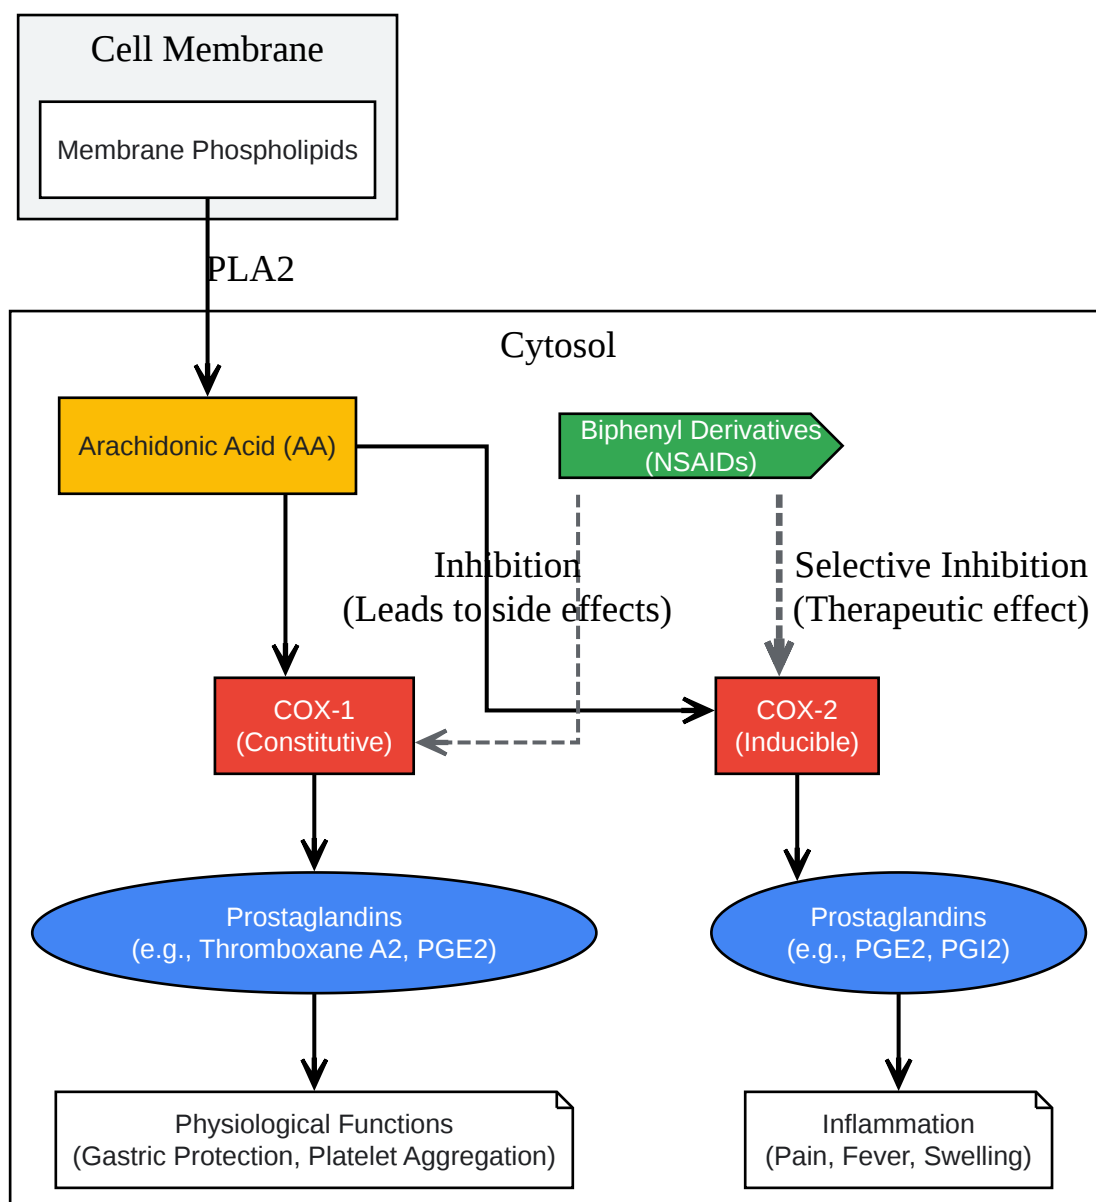 Cell Membrane
Membrane Phospholipids
PLA2
Cytosol
Arachidonic Acid (AA)
Biphenyl Derivatives
(NSAIDs)
Inhibition
(Leads to side effects)
Selective Inhibition
(Therapeutic effect)
COX-1
(Constitutive)
COX-2
(Inducible)
Prostaglandins
(e.g., Thromboxane A2, PGE2)
Prostaglandins
(e.g., PGE2, PGI2)
Physiological Functions
(Gastric Protection, Platelet Aggregation)
Inflammation
(Pain, Fever, Swelling)